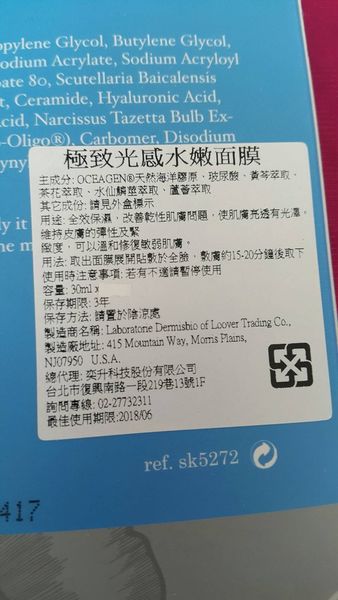 opylene Glycol, Butylene Glycol,
odium Acrylate, Sodium Acryloyl
ate 80, Scutellaria Baicalensis
t, Ceramide, Hyaluronic Acid,
Acid, Narcissus Tazetta Bulb Ex-
-Oligo®), Carbomer, Disodium
yny
極致光感水嫩面膜
主成分: OCEAGEN®天然海洋膠原, 玻尿酸, 黃芩萃取,
茶花萃取, 水仙鱗莖萃取, 蘆薈萃取
其它成份: 請見外盒標示
用途: 全效保濕, 改善乾性肌膚問題, 使肌膚亮透有光澤,
維持皮膚的彈性及緊
緻度, 可以溫和修復敏弱肌膚。
用法: 取出面膜展開貼敷於全臉, 敷膚約15-20分鐘後取下
使用時注意事項: 若有不適請暫停使用
容量: 30ml x
保存期限: 3年
保存方法: 請置於陰涼處
製造商名稱: Laboratorie Dermisbio of Loover Trading Co.,
製造廠地址: 415 Mountain Way, Morris Plains,
NJ07950 U.S.A.
總代理: 奕升科技股份有限公司
台北市復興南路一段219巷13號1F
詢問專線: 02-27732311
最佳使用期限:2018/06
ly it
he m
ref. sk5272
417